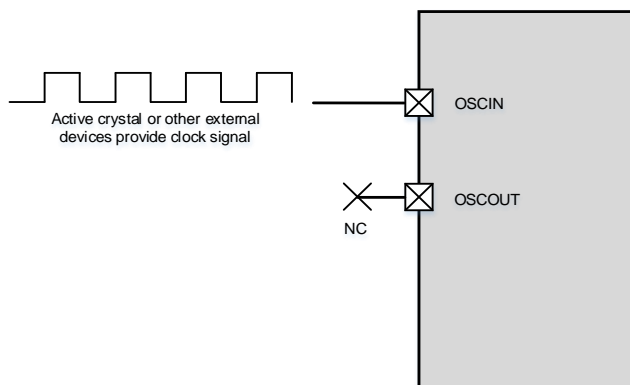 Active crystal or other external
devices provide clock signal
OSCIN
OSCOUT
NC